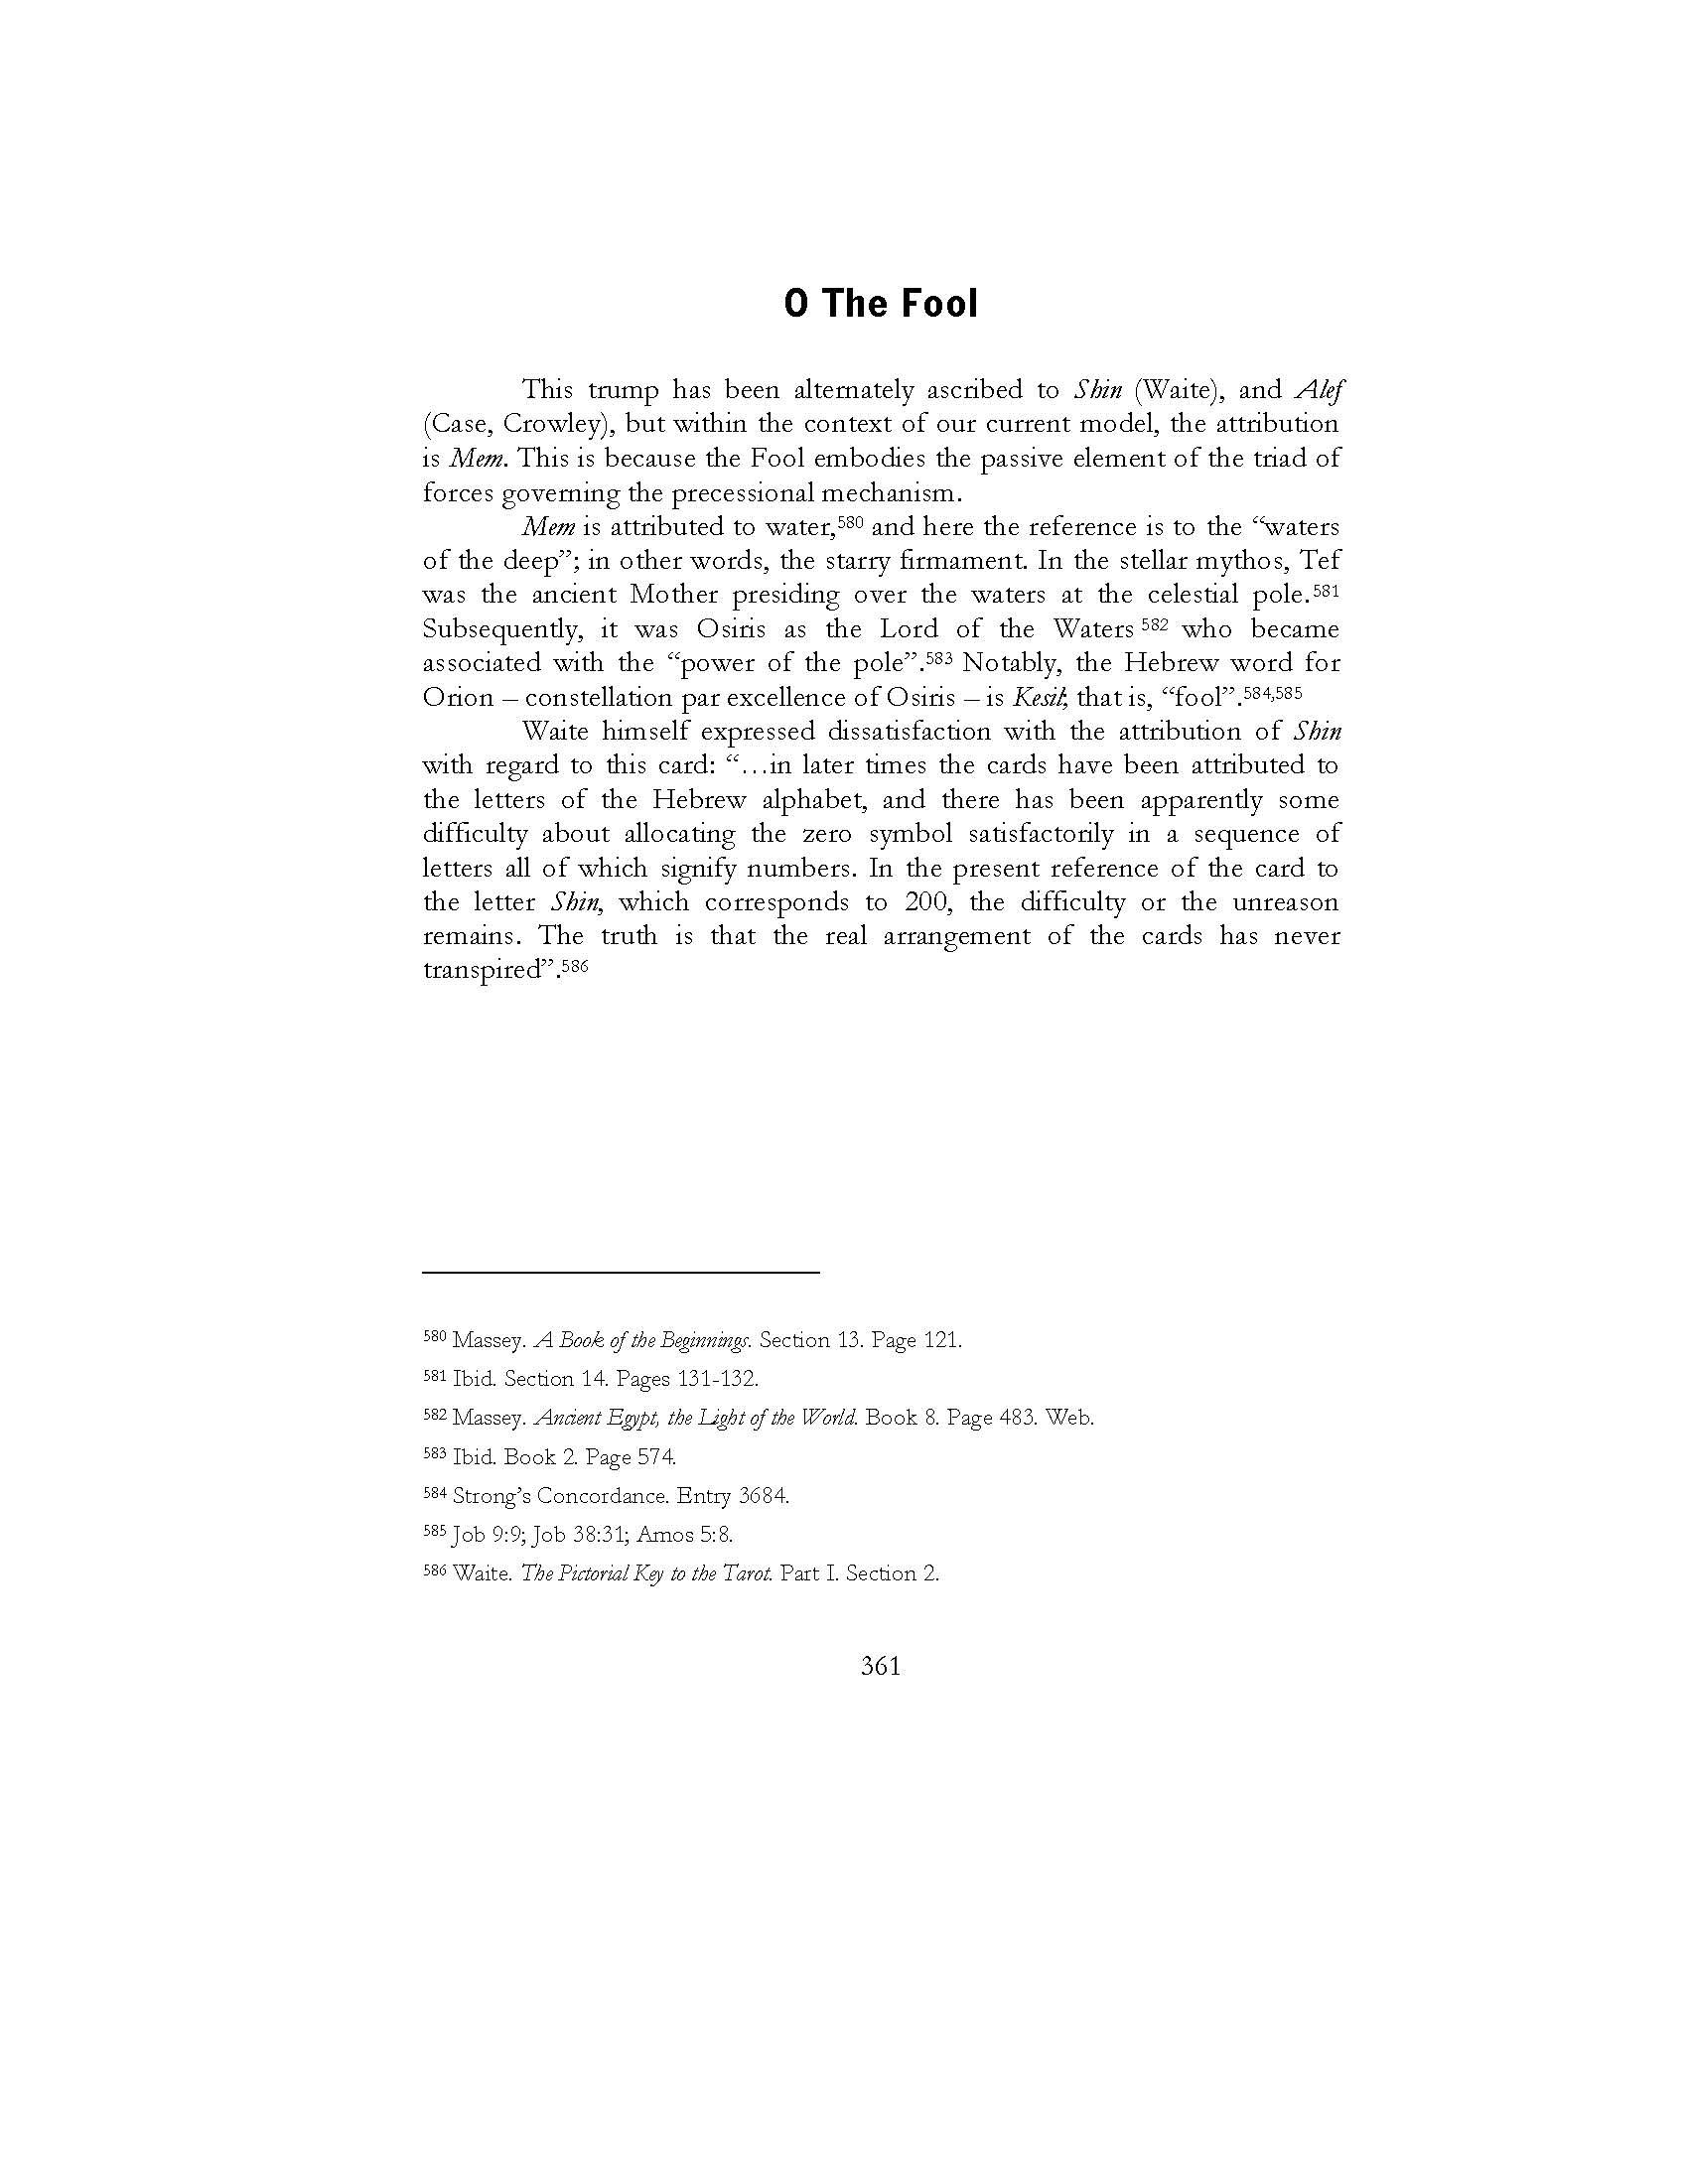 0 The Fool
This trump has been alternately ascribed to Shin (Waite), and Alef
(Case, Crowley), but within the context of our current model, the attribution
is Mem. This is because the Fool embodies the passive element of the triad of
forces governing the precessional mechanism.
Mem is attributed to water,580 and here the reference is to the “waters
of the deep”; in other words, the starry firmament. In the stellar mythos, Tef
was the ancient Mother presiding over the waters at the celestial pole.581
Subsequently, it was Osiris as the Lord of the Waters 582 who became
associated with the “power of the pole”.583 Notably, the Hebrew word for
Orion – constellation par excellence of Osiris – is Kesil; that is, “fool”.584,585
Waite himself expressed dissatisfaction with the attribution of Shin
with regard to this card: “…in later times the cards have been attributed to
the letters of the Hebrew alphabet, and there has been apparently some
difficulty about allocating the zero symbol satisfactorily in a sequence of
letters all of which signify numbers. In the present reference of the card to
the letter Shin, which corresponds to 200, the difficulty or the unreason
remains. The truth is that the real arrangement of the cards has never
transpired”.586
580 Massey. A Book of the Beginnings. Section 13. Page 121.
581 Ibid. Section 14. Pages 131-132.
582 Massey. Ancient Egypt, the Light of the World. Book 8. Page 483. Web.
583 Ibid. Book 2. Page 574.
584 Strong’s Concordance. Entry 3684.
585 Job 9:9; Job 38:31; Amos 5:8.
586 Waite. The Pictorial Key to the Tarot. Part I. Section 2.
361